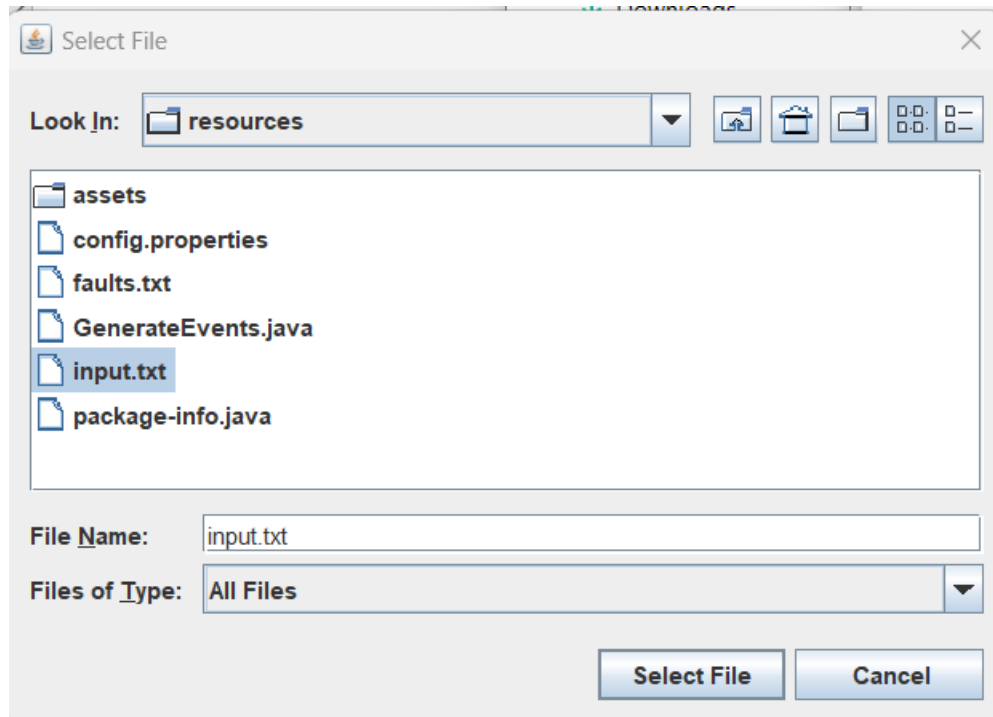 Downloads
Select File
Look In: resources
assets
config.properties
faults.txt
GenerateEvents.java
input.txt
package-info.java
File Name: input.txt
Files of Type: All Files
Select File Cancel